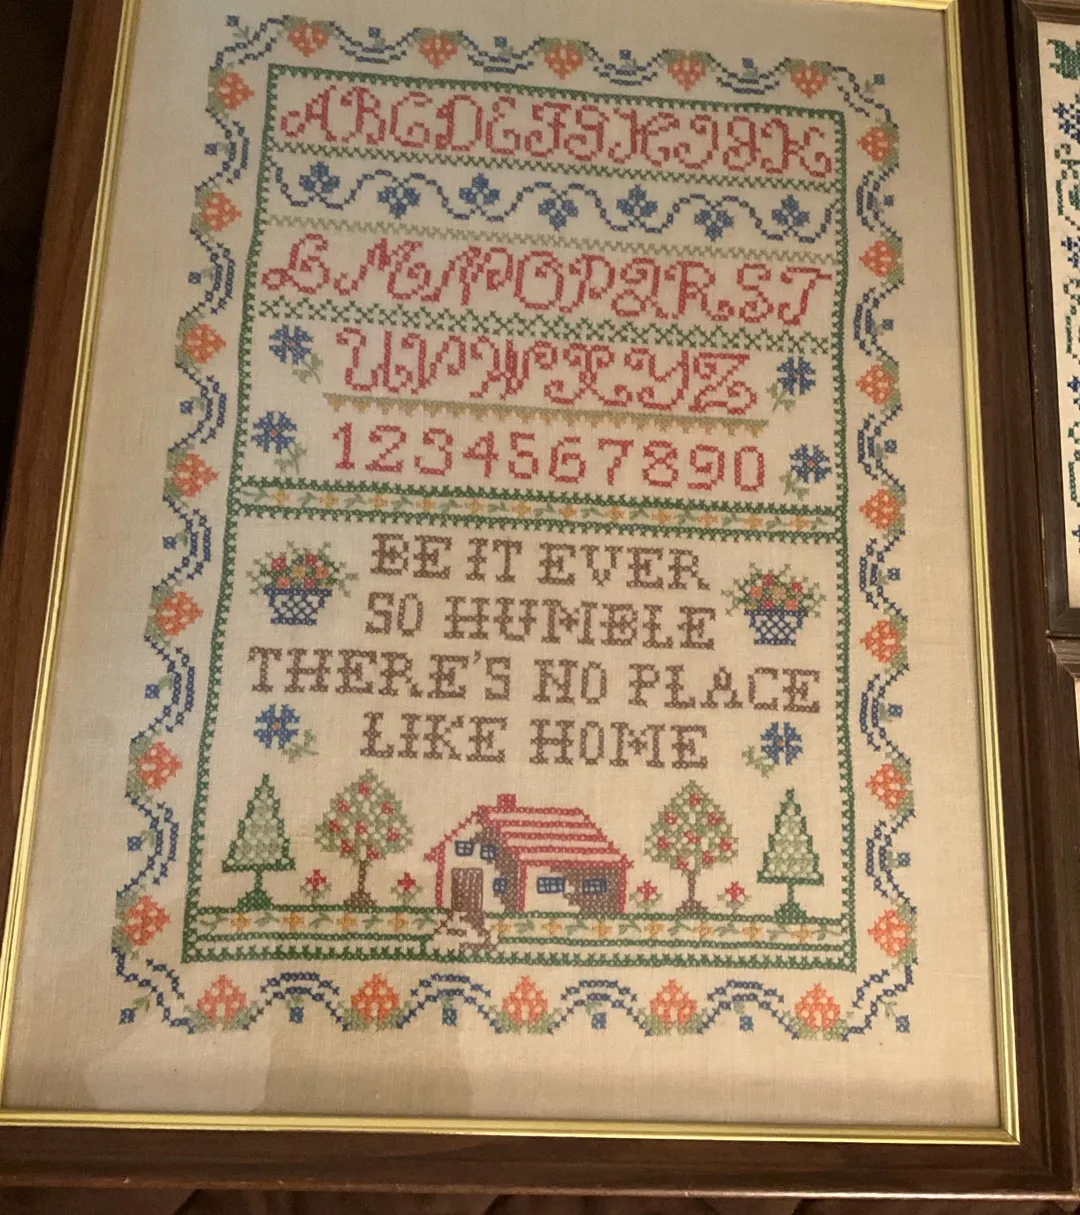 ABCDEFGHIJK
LMNOPQRST
UVWXYZ
1234567890
BE IT EVER
SO HUMBLE
THERE'S NO PLACE
LIKE HOME